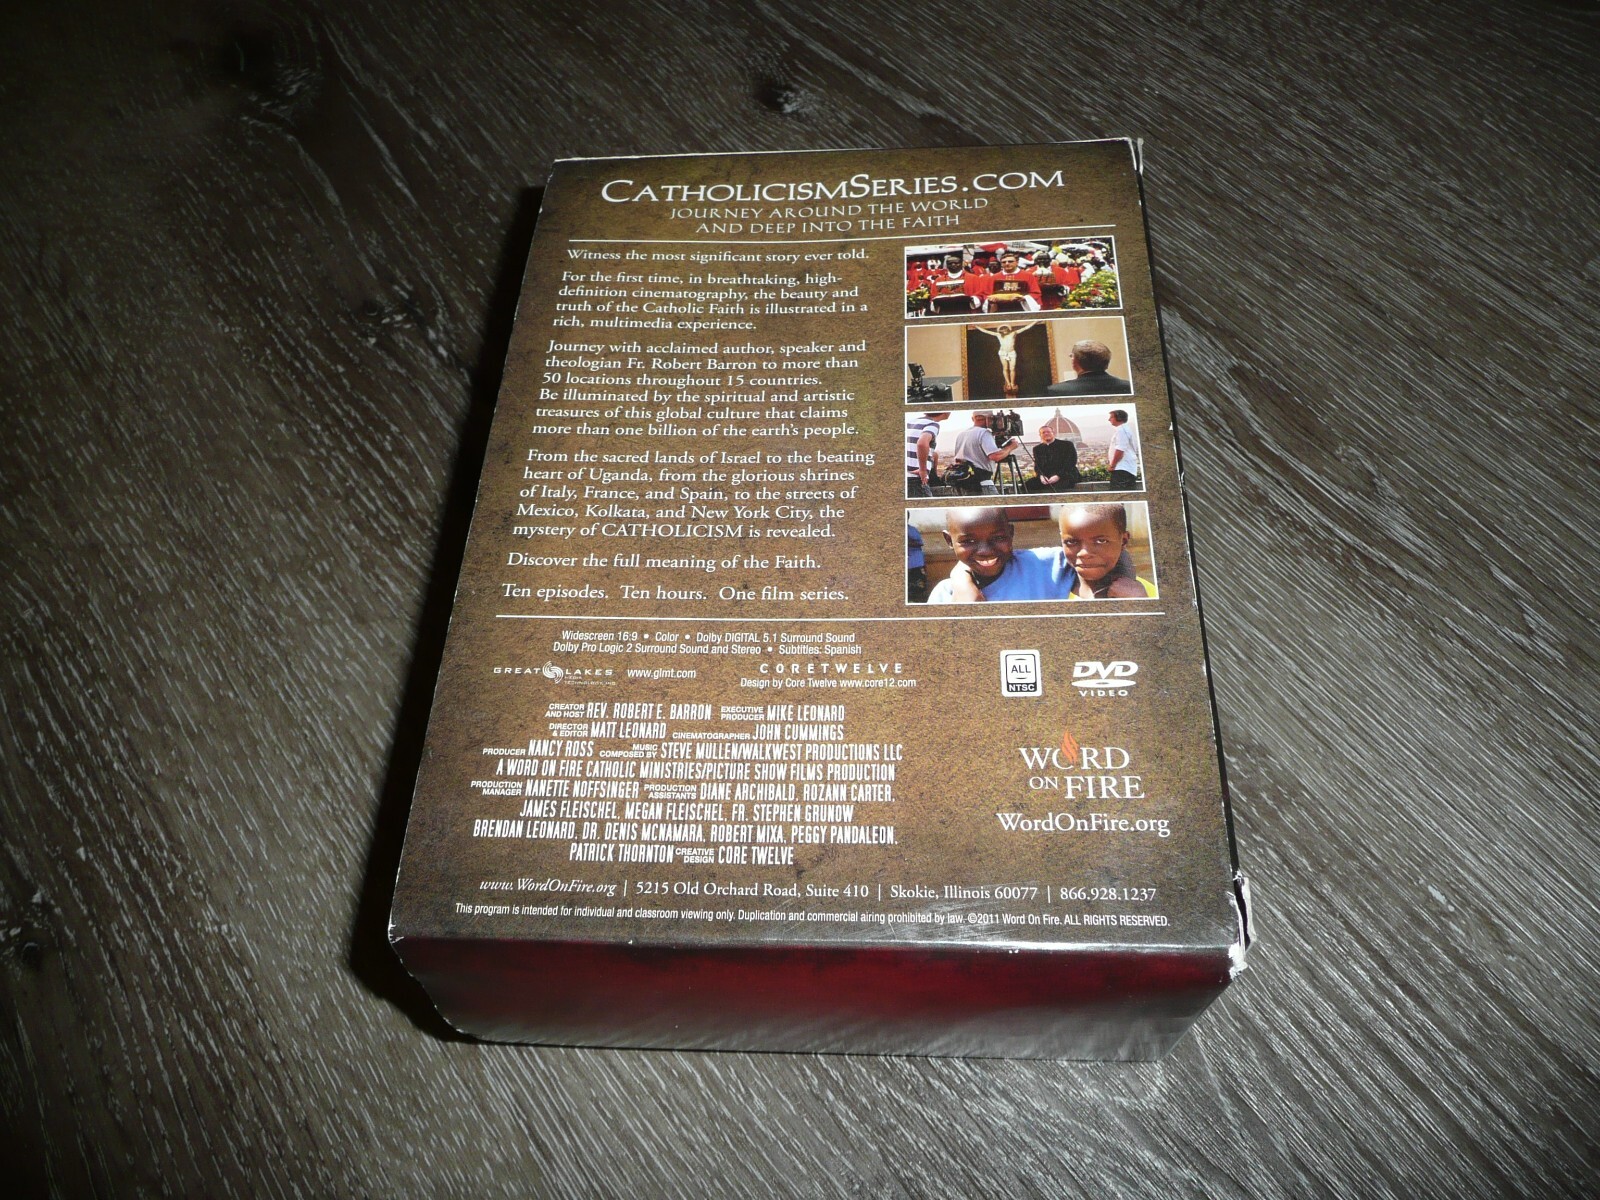 CATHOLICISMSERIES.COM
JOURNEY AROUND THE WORLD
AND DEEP INTO THE FAITH
Witness the most significant story ever told.
For the first time, in breathtaking, high-
definition cinematography, the beauty and
truth of the Catholic Faith is illustrated in a
rich, multimedia experience.
Journey with acclaimed author, speaker and
theologian Fr. Robert Barron to more than
50 locations throughout 15 countries.
Be illuminated by the spiritual and artistic
treasures of this global culture that claims
more than one billion of the earth's people.
From the sacred lands of Israel to the beating
heart of Uganda, from the glorious shrines
of Italy, France, and Spain, to the streets of
Mexico, Kolkata, and New York City, the
mystery of CATHOLICISM is revealed.
Discover the full meaning of the Faith.
Ten episodes. Ten hours. One film series.
Widescreen 16:9 • Color • Dolby DIGITAL 5.1 Surround Sound
Dolby Pro Logic 2 Surround Sound and Stereo • Subtitles: Spanish
GREAT LAKES
MEDIA
TECHNOLOGY, INC.
www.glmt.com
CORETWELVE
Design by Core Twelve www.core12.com
ALL
NTSC
DVD
VIDEO
CREATOR AND HOST REV. ROBERT E. BARRON EXECUTIVE PRODUCER MIKE LEONARD
DIRECTOR & EDITOR MATT LEONARD CINEMATOGRAPHER JOHN CUMMINGS
PRODUCER NANCY ROSS MUSIC COMPOSED BY STEVE MULLEN/WALKWEST PRODUCTIONS LLC
A WORD ON FIRE CATHOLIC MINISTRIES/PICTURE SHOW FILMS PRODUCTION
PRODUCTION MANAGER NANETTE NOFFSINGER PRODUCTION ASSISTANTS DIANE ARCHIBALD, ROZANN CARTER,
JAMES FLEISCHEL, MEGAN FLEISCHEL, FR. STEPHEN GRUNOW
BRENDAN LEONARD, DR. DENIS MCNAMARA, ROBERT MIXA, PEGGY PANDALEON,
PATRICK THORNTON CREATIVE DESIGN CORE TWELVE
WORD
ON FIRE
WordOnFire.org
www.WordOnFire.org | 5215 Old Orchard Road, Suite 410 | Skokie, Illinois 60077 | 866.928.1237
This program is intended for individual and classroom viewing only. Duplication and commercial airing prohibited by law. ©2011 Word On Fire. ALL RIGHTS RESERVED.